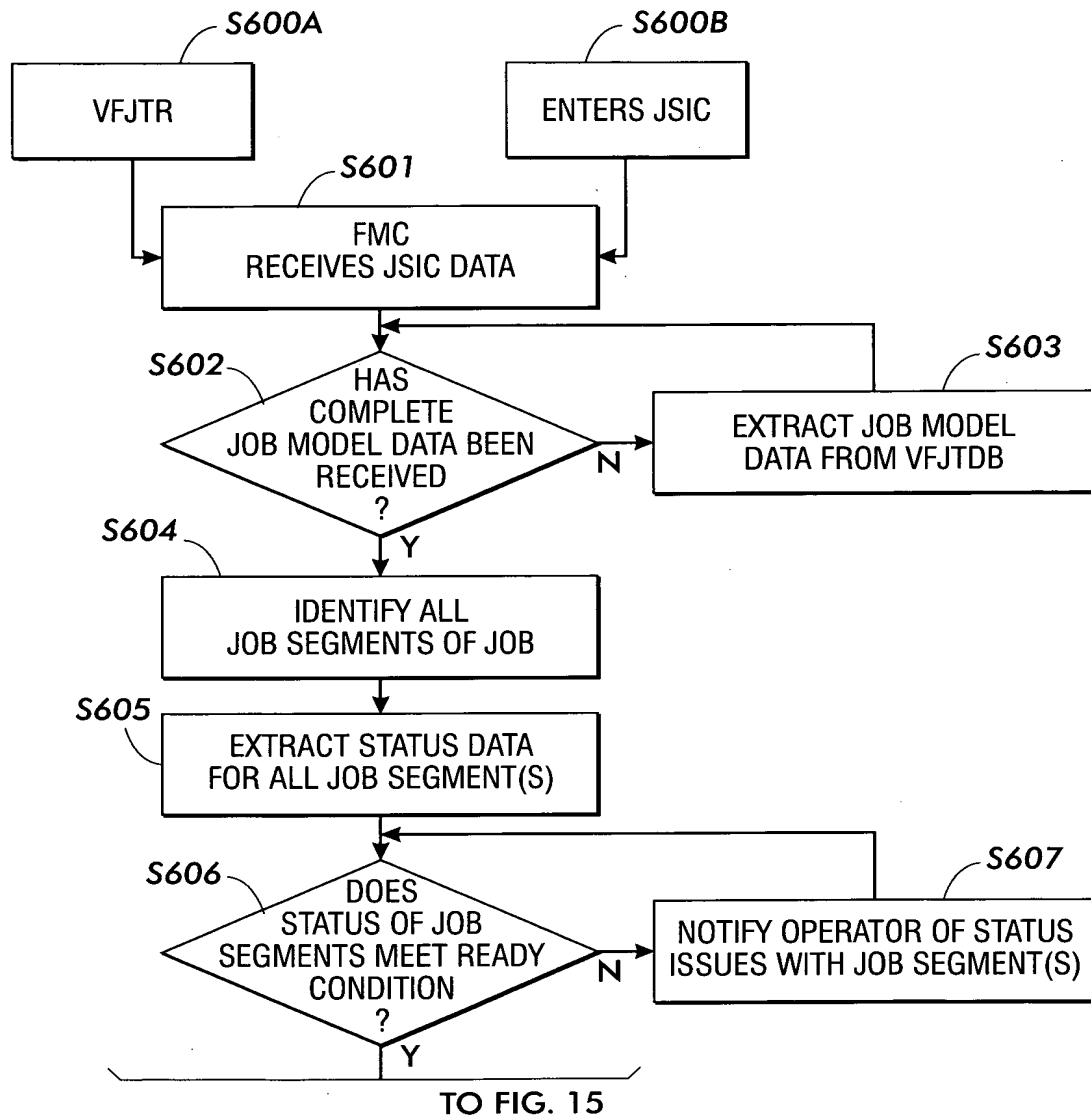 S600A
S600B
VFJTR
ENTERS JSIC
S601
FMC
RECEIVES JSIC DATA
S602
HAS
COMPLETE
JOB MODEL DATA BEEN
RECEIVED
?
N
Y
S603
EXTRACT JOB MODEL
DATA FROM VFJTDB
S604
IDENTIFY ALL
JOB SEGMENTS OF JOB
S605
EXTRACT STATUS DATA
FOR ALL JOB SEGMENT(S)
S606
DOES
STATUS OF JOB
SEGMENTS MEET READY
CONDITION
?
N
Y
S607
NOTIFY OPERATOR OF STATUS
ISSUES WITH JOB SEGMENT(S)
TO FIG. 15